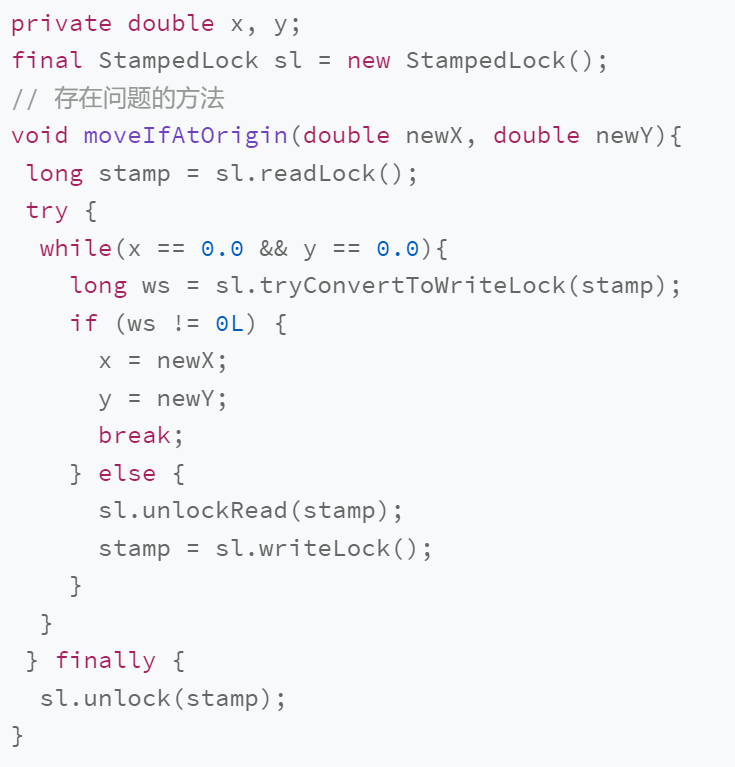 private double x, y;
final StampedLock sl = new StampedLock();
// 存在问题的方法
void moveIfAtOrigin(double newX, double newY){
 long stamp = sl.readLock();
 try {
  while(x == 0.0 && y == 0.0){
    long ws = sl.tryConvertToWriteLock(stamp);
    if (ws != 0L) {
      x = newX;
      y = newY;
      break;
    } else {
      sl.unlockRead(stamp);
      stamp = sl.writeLock();
    }
  }
 } finally {
  sl.unlock(stamp);
}